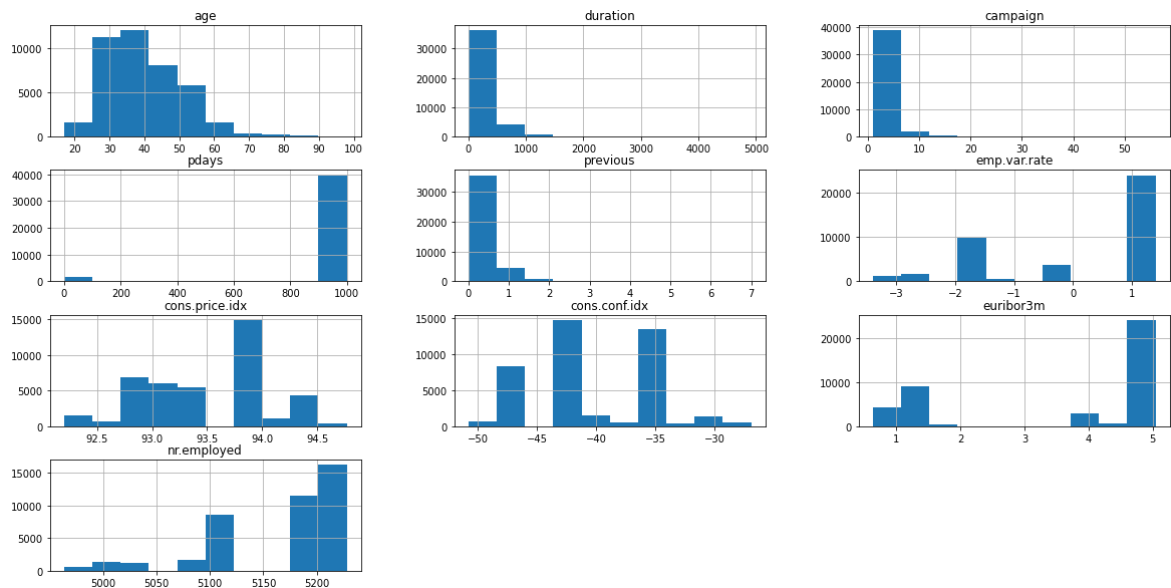 age
10000
5000
0
20 30 40 50 60 70 80 90 100
duration
30000
20000
10000
0
0 1000 2000 3000 4000 5000
campaign
40000
30000
20000
10000
0
0 10 20 30 40 50
pdays
40000
30000
20000
10000
0
0 200 400 600 800 1000
previous
30000
20000
10000
0
0 1 2 3 4 5 6 7
emp.var.rate
20000
10000
0
−3 −2 −1 0 1
cons.price.idx
15000
10000
5000
0
92.5 93.0 93.5 94.0 94.5
cons.conf.idx
15000
10000
5000
0
−50 −45 −40 −35 −30
euribor3m
20000
10000
0
1 2 3 4 5
nr.employed
15000
10000
5000
0
5000 5050 5100 5150 5200